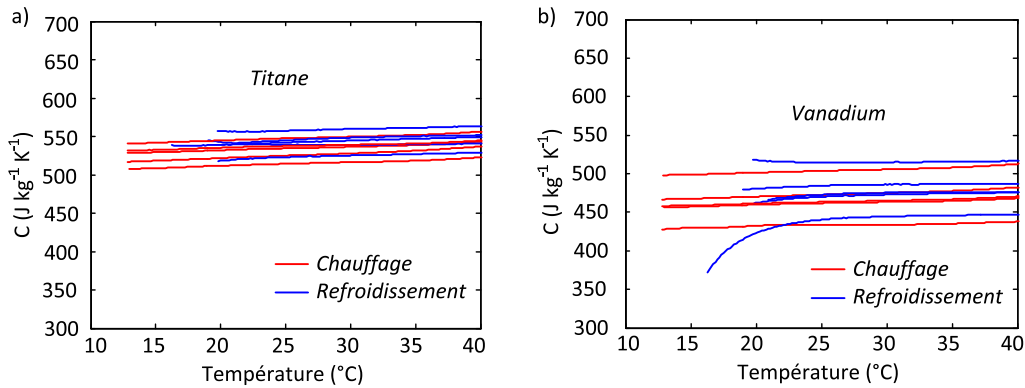 a)
700
650
600
550
500
450
400
350
300
C (J kg⁻¹ K⁻¹)
Titane
Chauffage
Refroidissement
10 15 20 25 30 35 40
Température (°C)
b)
700
650
600
550
500
450
400
350
300
C (J kg⁻¹ K⁻¹)
Vanadium
Chauffage
Refroidissement
10 15 20 25 30 35 40
Température (°C)